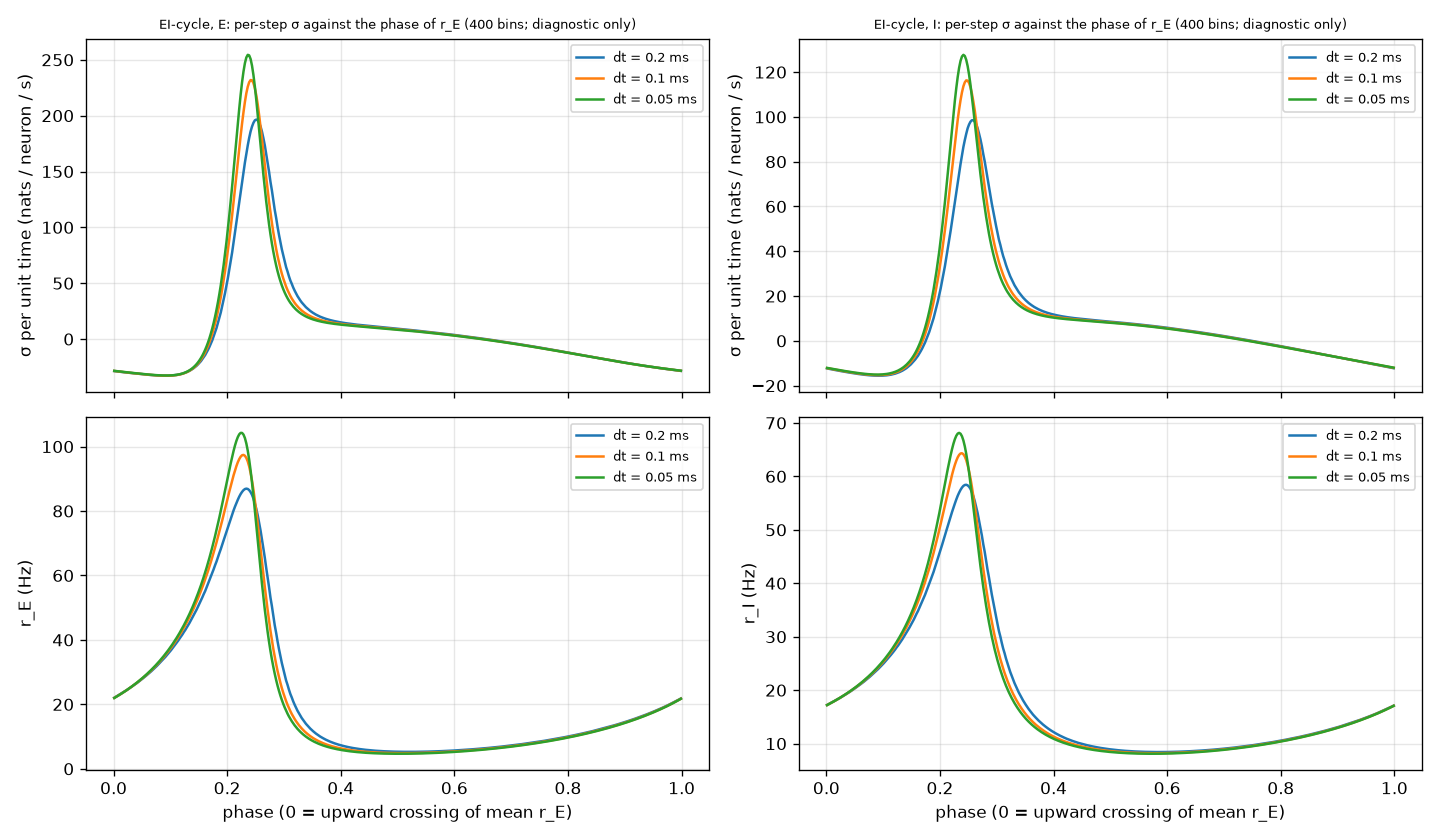 EI-cycle, E: per-step σ against the phase of r_E (400 bins; diagnostic only)
σ per unit time (nats / neuron / s)
250
200
150
100
50
0
dt = 0.2 ms
dt = 0.1 ms
dt = 0.05 ms
EI-cycle, I: per-step σ against the phase of r_E (400 bins; diagnostic only)
σ per unit time (nats / neuron / s)
120
100
80
60
40
20
0
−20
dt = 0.2 ms
dt = 0.1 ms
dt = 0.05 ms
r_E (Hz)
100
80
60
40
20
0
dt = 0.2 ms
dt = 0.1 ms
dt = 0.05 ms
0.0 0.2 0.4 0.6 0.8 1.0
phase (0 = upward crossing of mean r_E)
r_I (Hz)
70
60
50
40
30
20
10
dt = 0.2 ms
dt = 0.1 ms
dt = 0.05 ms
0.0 0.2 0.4 0.6 0.8 1.0
phase (0 = upward crossing of mean r_E)